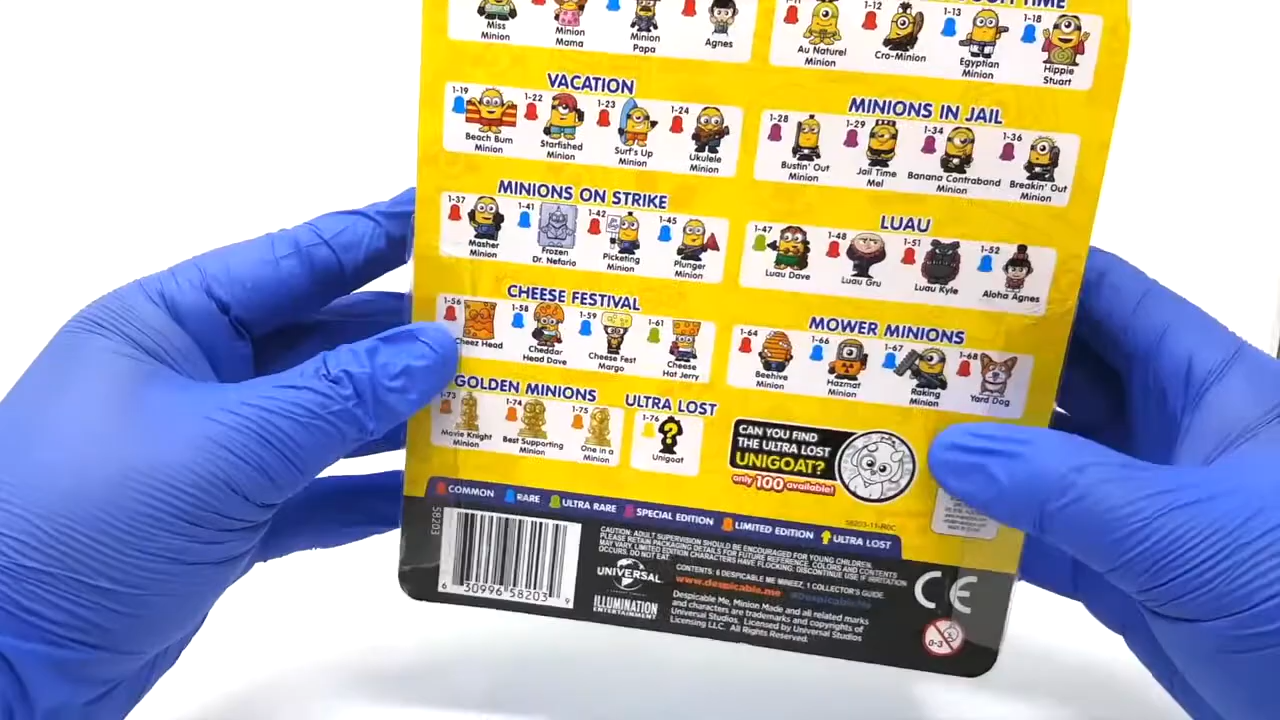 Miss
Minion
Minion
Mama
Minion
Papa
Agnes
1-11
Au Naturel
Minion
1-12
Cro-Minion
1-13
Egyptian
Minion
1-18
Hippie
Stuart
VACATION
1-19
Beach Bum
Minion
1-22
Starfished
Minion
1-23
Surf's Up
Minion
1-24
Ukulele
Minion
MINIONS IN JAIL
1-28
Bustin' Out
Minion
1-29
Jail Time
Mel
1-34
Banana Contraband
Minion
1-36
Breakin' Out
Minion
MINIONS ON STRIKE
1-37
Masher
Minion
1-41
Frozen
Dr. Nefario
1-42
Picketing
Minion
1-45
Plunger
Minion
LUAU
1-47
Luau Dave
1-48
Luau Gru
1-51
Luau Kyle
1-52
Aloha Agnes
CHEESE FESTIVAL
1-56
Cheez Head
1-58
Cheddar
Head Dave
1-59
Cheese Fest
Margo
1-61
Cheese
Hat Jerry
MOWER MINIONS
1-64
Beehive
Minion
1-66
Hazmat
Minion
1-67
Raking
Minion
1-68
Yard Dog
GOLDEN MINIONS
1-73
Movie Knight
Minion
1-74
Best Supporting
Minion
1-75
One in a
Minion
ULTRA LOST
1-76
?
Unigoat
CAN YOU FIND
THE ULTRA LOST
UNIGOAT?
only 100 available!
COMMON RARE ULTRA RARE SPECIAL EDITION LIMITED EDITION ULTRA LOST
58203-11-R0C
58203
6 30996 58203 9
CAUTION: ADULT SUPERVISION SHOULD BE ENCOURAGED FOR YOUNG CHILDREN.
PLEASE RETAIN PACKAGING DETAILS FOR FUTURE REFERENCE. COLORS AND CONTENTS
MAY VARY. LIMITED EDITION CHARACTERS HAVE FLOCKING; DISCONTINUE USE IF IRRITATION
OCCURS. DO NOT EAT.
CONTENTS: 6 DESPICABLE ME MINEEZ, 1 COLLECTOR'S GUIDE.
www.despicable.me #DespicableMe
UNIVERSAL
ILLUMINATION
ENTERTAINMENT
Despicable Me, Minion Made and all related marks
and characters are trademarks and copyrights of
Universal Studios. Licensed by Universal Studios
Licensing LLC. All Rights Reserved.
CE
0-3